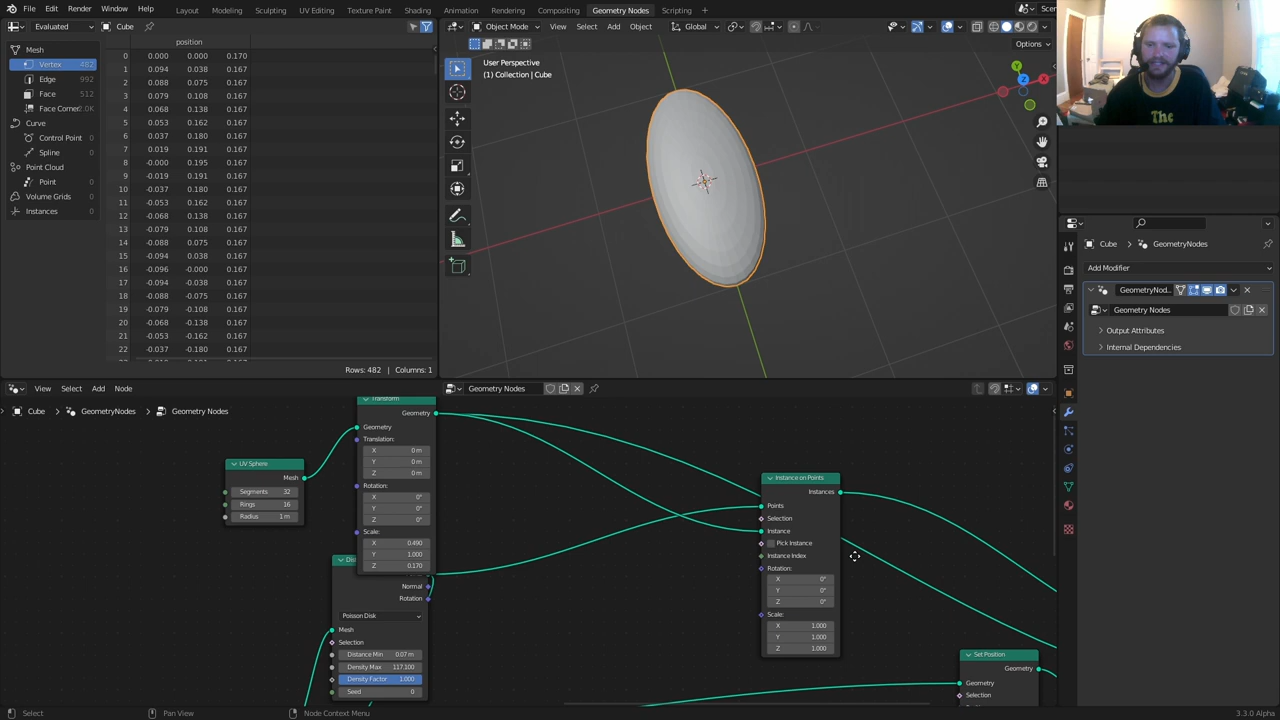 File Edit Render Window Help Layout Modeling Sculpting UV Editing Texture Paint Shading Animation Rendering Compositing Geometry Nodes Scripting Scen
Evaluated Cube
Object Mode View Select Add Object Global
Options
position
Mesh
Vertex 482
Edge 992
Face 512
Face Corner 2.0K
Curve
Control Point 0
Spline 0
Point Cloud
Point 0
Volume Grids 0
Instances 0
0 0.000 0.000 0.170
1 0.094 0.038 0.167
2 0.088 0.075 0.167
3 0.079 0.108 0.167
4 0.068 0.138 0.167
5 0.053 0.162 0.167
6 0.037 0.180 0.167
7 0.019 0.191 0.167
8 -0.000 0.195 0.167
9 -0.019 0.191 0.167
10 -0.037 0.180 0.167
11 -0.053 0.162 0.167
12 -0.068 0.138 0.167
13 -0.079 0.108 0.167
14 -0.088 0.075 0.167
15 -0.094 0.038 0.167
16 -0.096 -0.000 0.167
17 -0.094 -0.038 0.167
18 -0.088 -0.075 0.167
19 -0.079 -0.108 0.167
20 -0.068 -0.138 0.167
21 -0.053 -0.162 0.167
22 -0.037 -0.180 0.167
Rows: 482 | Columns: 1
User Perspective
(1) Collection | Cube
Y
Z
X
The
Cube GeometryNodes
Add Modifier
GeometryNod...
Geometry Nodes
Output Attributes
Internal Dependencies
View Select Add Node Geometry Nodes
Cube GeometryNodes Geometry Nodes
UV Sphere
Mesh
Segments 32
Rings 16
Radius 1 m
Transform
Geometry
Geometry
Translation:
X 0 m
Y 0 m
Z 0 m
Rotation:
X 0°
Y 0°
Z 0°
Scale:
X 0.490
Y 1.000
Z 0.170
Normal
Rotation
Poisson Disk
Mesh
Selection
Distance Min 0.07 m
Density Max 117.100
Density Factor 1.000
Seed 0
Instance on Points
Instances
Points
Selection
Instance
Pick Instance
Instance Index
Rotation:
X 0°
Y 0°
Z 0°
Scale:
X 1.000
Y 1.000
Z 1.000
Set Position
Geometry
Geometry
Selection
Select Pan View Node Context Menu 3.3.0 Alpha